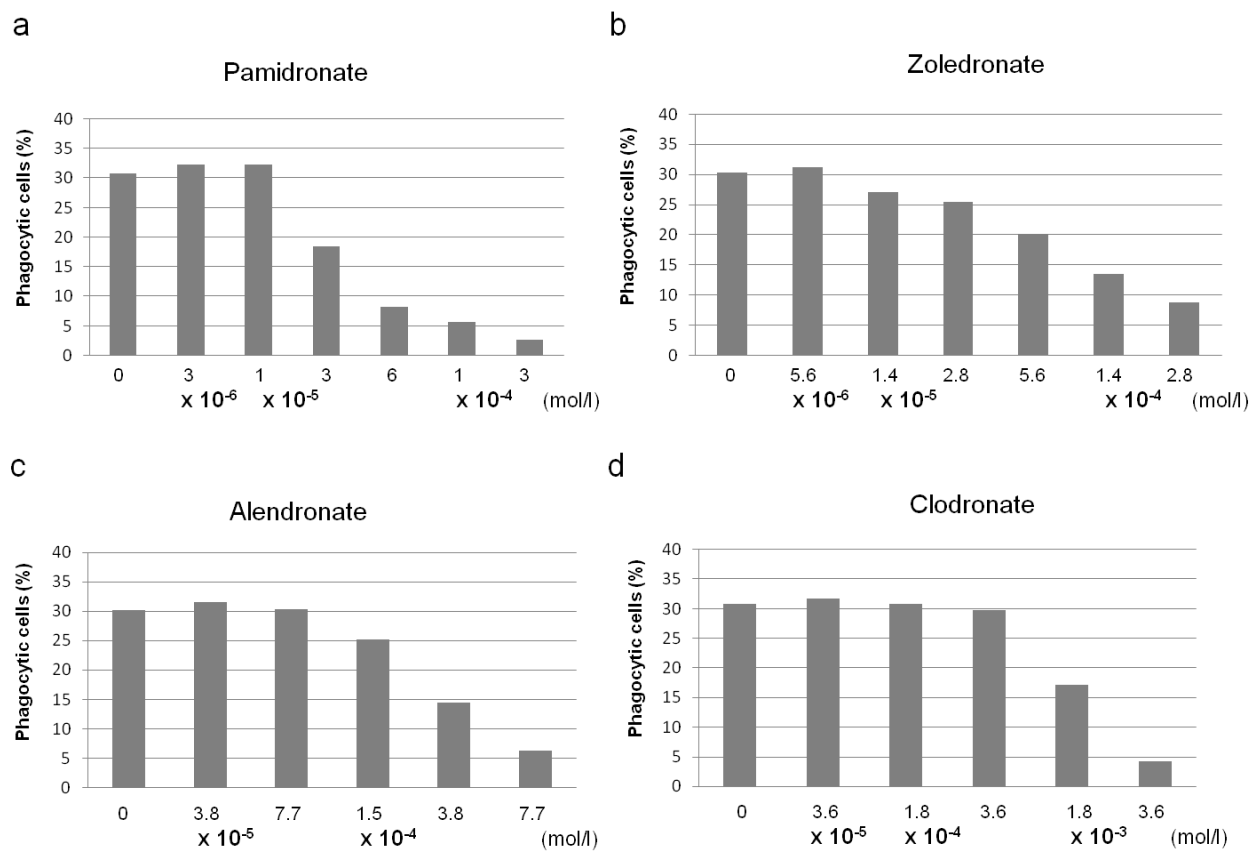 a
Pamidronate
Phagocytic cells (%)
40
35
30
25
20
15
10
5
0
0 3 1 3 6 1 3
x 10⁻⁶ x 10⁻⁵ x 10⁻⁴ (mol/l)
b
Zoledronate
Phagocytic cells (%)
40
35
30
25
20
15
10
5
0
0 5.6 1.4 2.8 5.6 1.4 2.8
x 10⁻⁶ x 10⁻⁵ x 10⁻⁴ (mol/l)
c
Alendronate
Phagocytic cells (%)
40
35
30
25
20
15
10
5
0
0 3.8 7.7 1.5 3.8 7.7
x 10⁻⁵ x 10⁻⁴ (mol/l)
d
Clodronate
Phagocytic cells (%)
40
35
30
25
20
15
10
5
0
0 3.6 1.8 3.6 1.8 3.6
x 10⁻⁵ x 10⁻⁴ x 10⁻³ (mol/l)